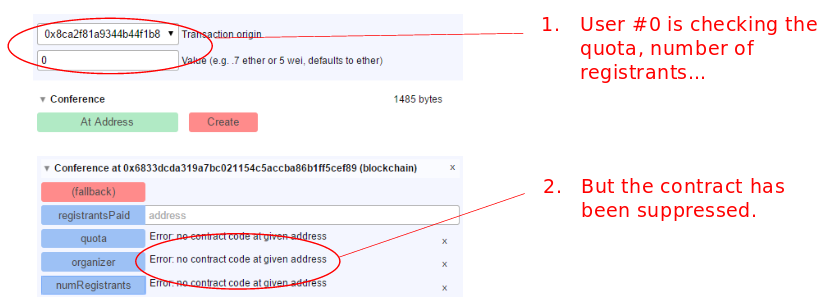 0x8ca2f81a9344b44f1b8 ▼ Transaction origin
1. User #0 is checking the
quota, number of
registrants...
0 Value (e.g. .7 ether or 5 wei, defaults to ether)
▼ Conference 1485 bytes
At Address Create
▼ Conference at 0x6833dcda319a7bc021154c5accba86b1ff5cef89 (blockchain) x
(fallback)
2. But the contract has
been suppressed.
registrantsPaid address
quota Error: no contract code at given address x
organizer Error: no contract code at given address x
numRegistrants Error: no contract code at given address x